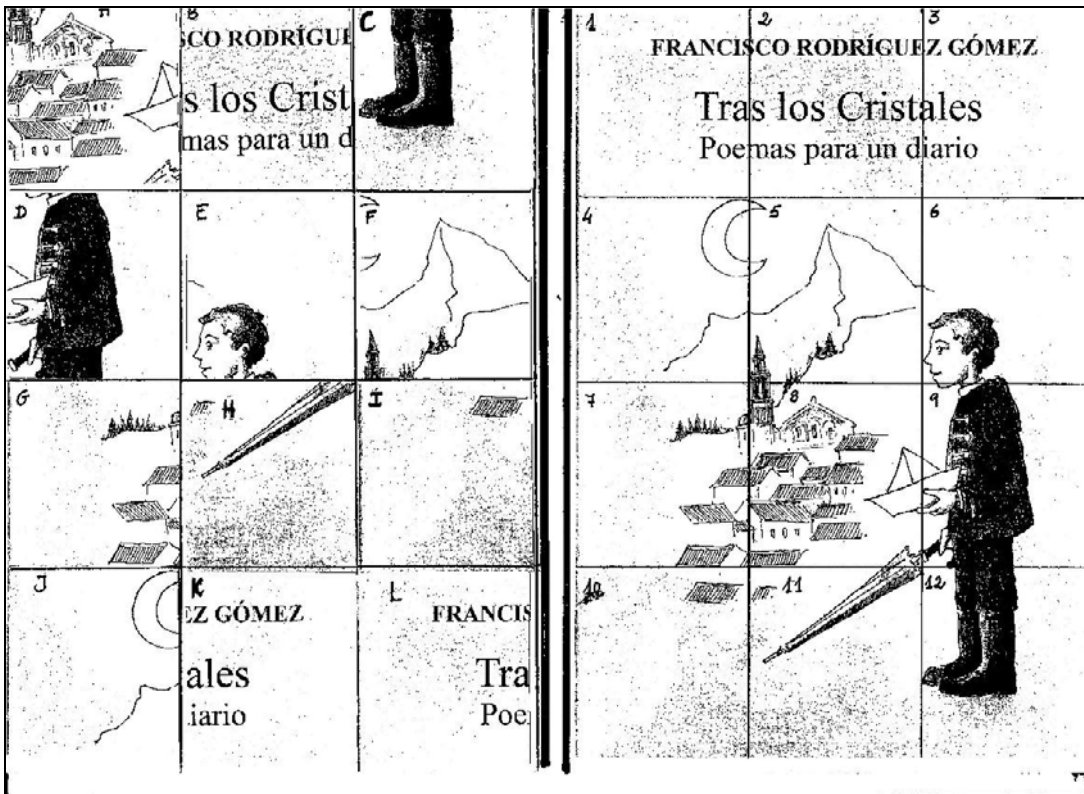 A B C
SCO RODRÍGUE
s los Crist
mas para un d
D E F
G H I
J K L
EZ GÓMEZ FRANCIS
ales Tra
iario Poe
1 2 3
FRANCISCO RODRÍGUEZ GÓMEZ
Tras los Cristales
Poemas para un diario
4 5 6
7 8 9
10 11 12